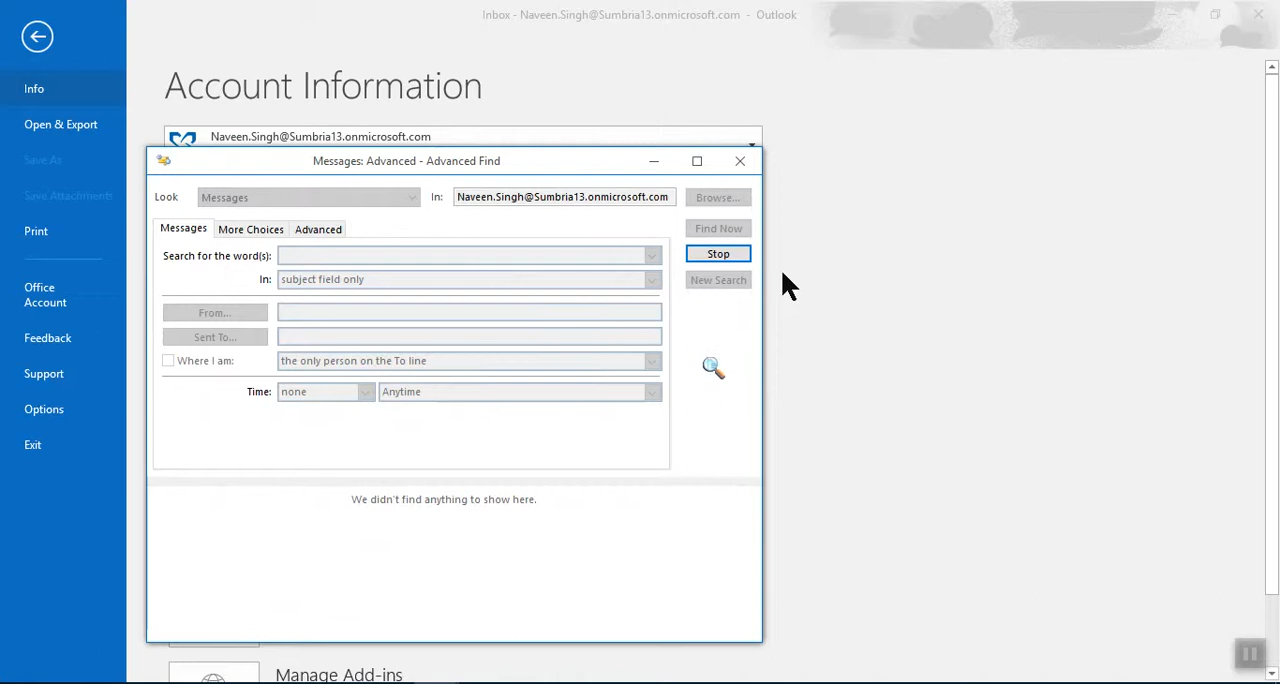 Inbox - Naveen.Singh@Sumbria13.onmicrosoft.com - Outlook
Info
Open & Export
Save As
Save Attachments
Print
Office
Account
Feedback
Support
Options
Exit
Account Information
Naveen.Singh@Sumbria13.onmicrosoft.com
Messages: Advanced - Advanced Find
Look Messages In: Naveen.Singh@Sumbria13.onmicrosoft.com Browse...
Messages More Choices Advanced Find Now
Search for the word(s): Stop
In: subject field only New Search
From...
Sent To...
Where I am: the only person on the To line
Time: none Anytime
We didn't find anything to show here.
Manage Add-ins